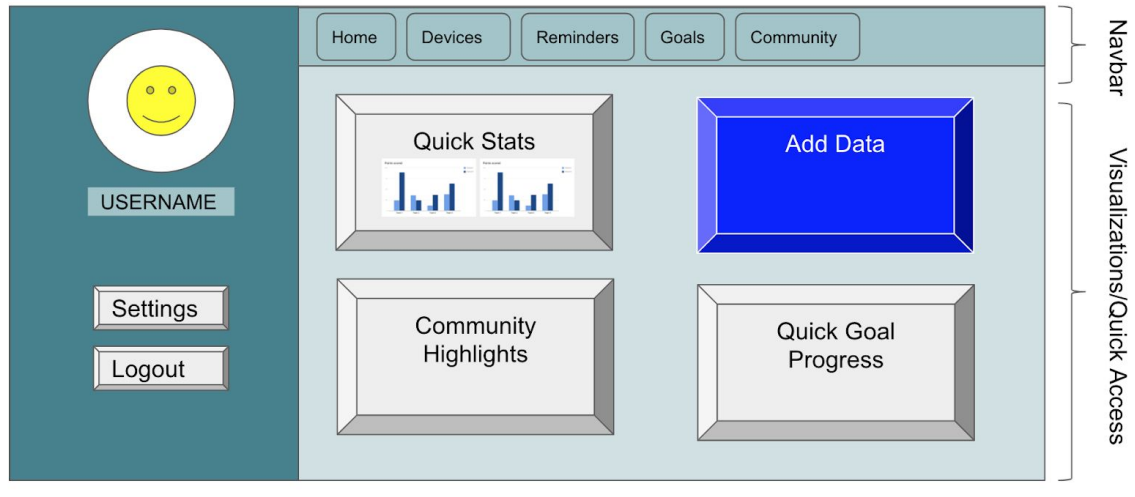 Home
Devices
Reminders
Goals
Community
USERNAME
Settings
Logout
Quick Stats
Add Data
Community
Highlights
Quick Goal
Progress
Navbar
Visualizations/Quick Access